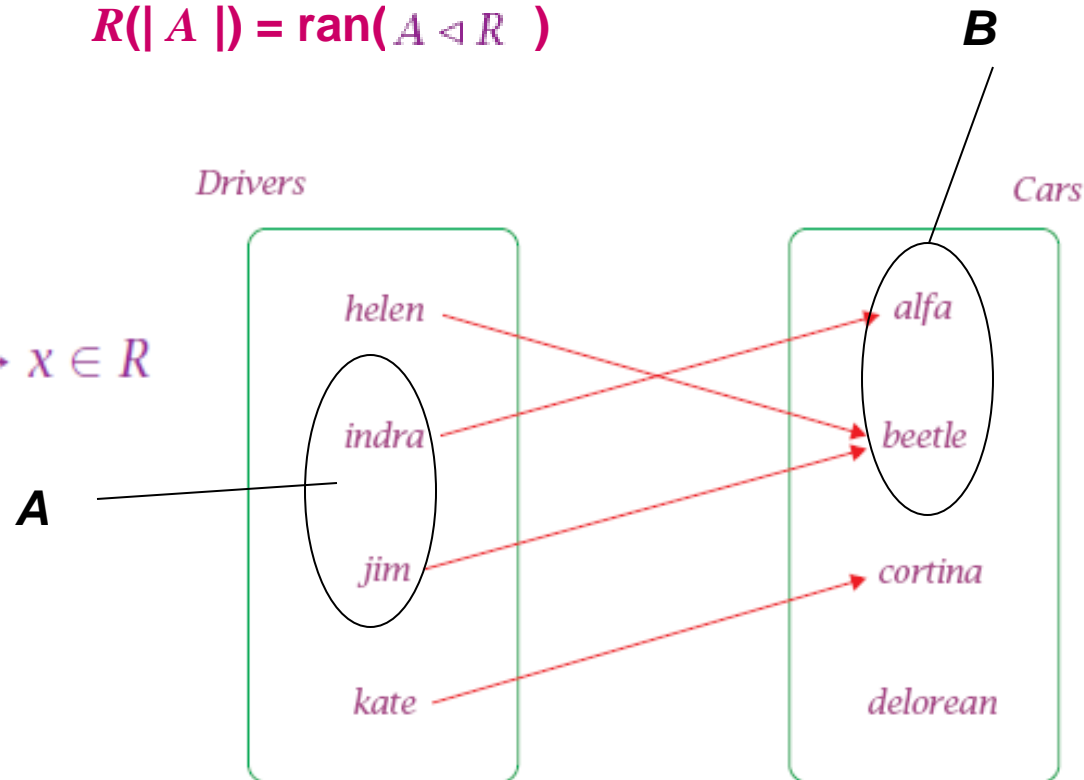 R(| A |) = ran( A ◁ R )
B
Drivers
Cars
helen
alfa
x ∈ R
indra
beetle
A
jim
cortina
kate
delorean